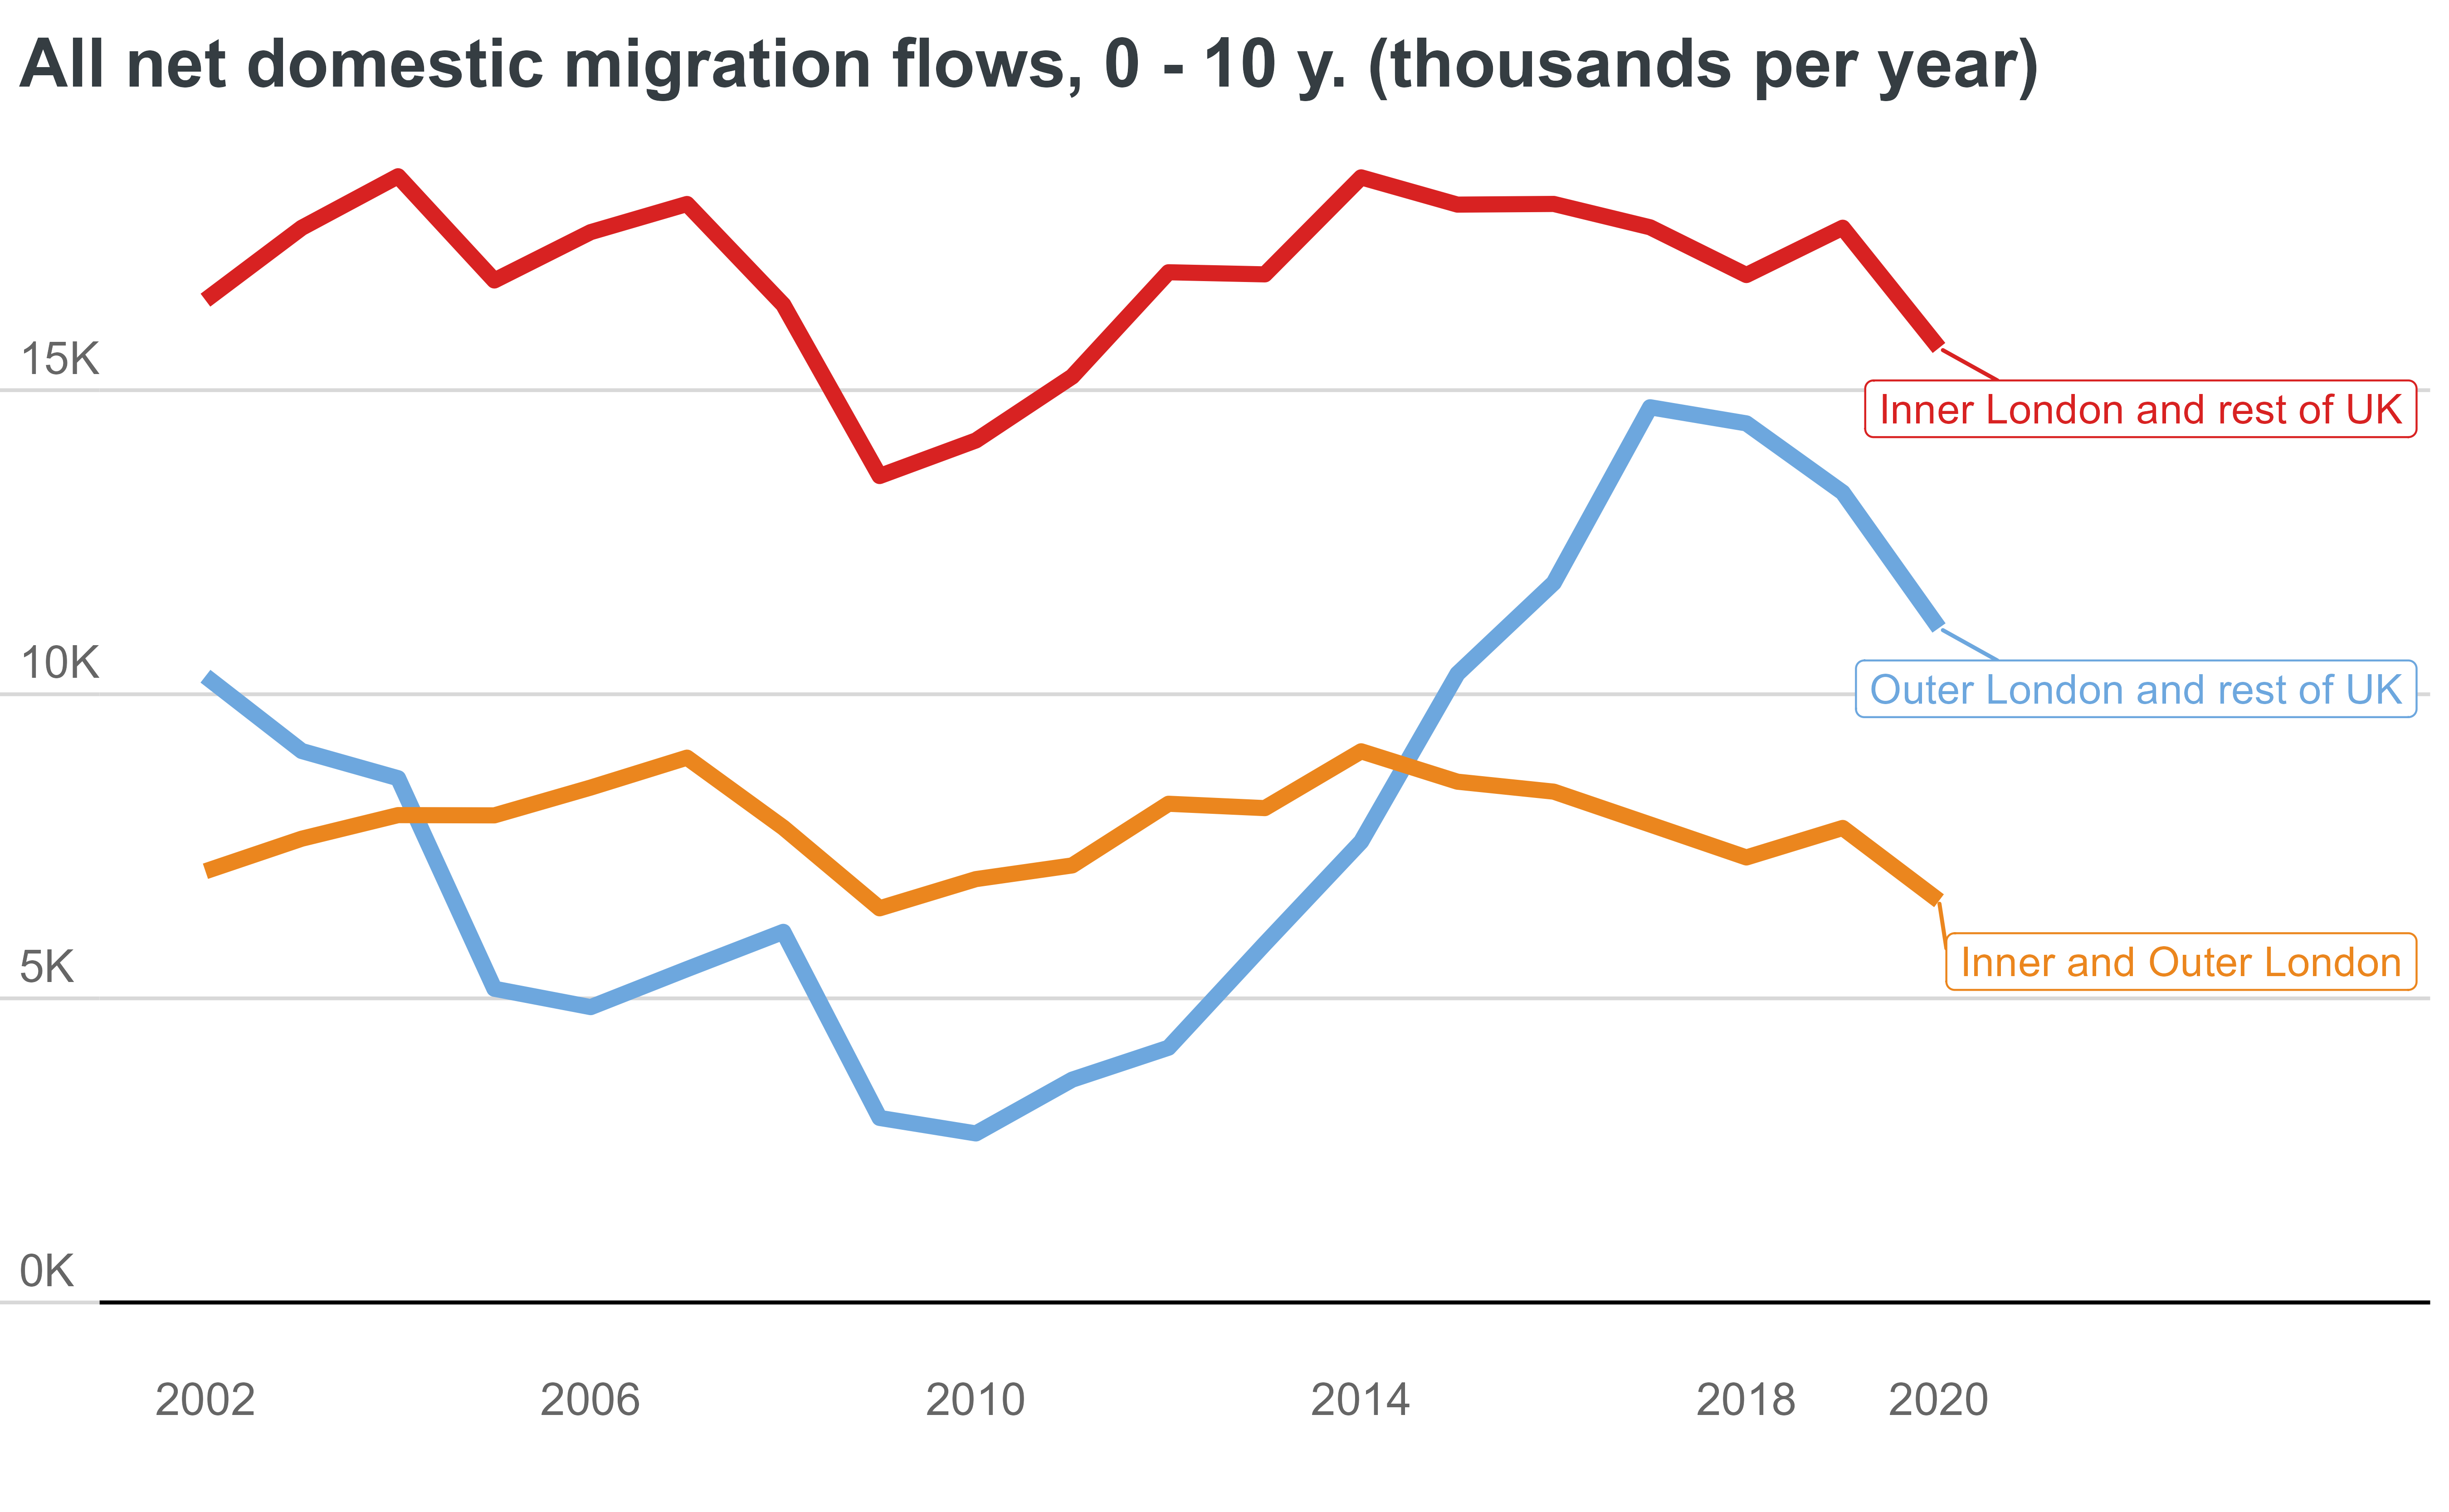 All net domestic migration flows, 0 - 10 y. (thousands per year)
15K
Inner London and rest of UK
10K
Outer London and rest of UK
5K
Inner and Outer London
0K
2002 2006 2010 2014 2018 2020